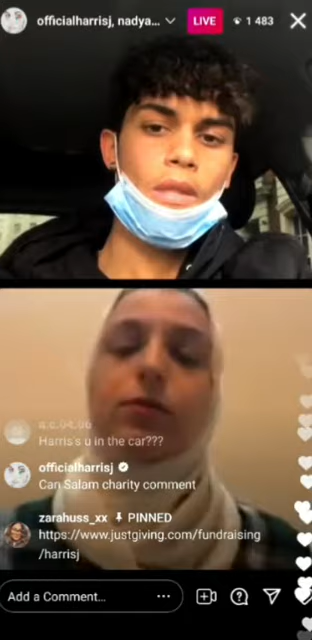 officialharrisj, nadya... LIVE 1 483
Harris's u in the car???
officialharrisj
Can Salam charity comment
zarahuss_xx PINNED
https://www.justgiving.com/fundraising
/harrisj
Add a Comment...